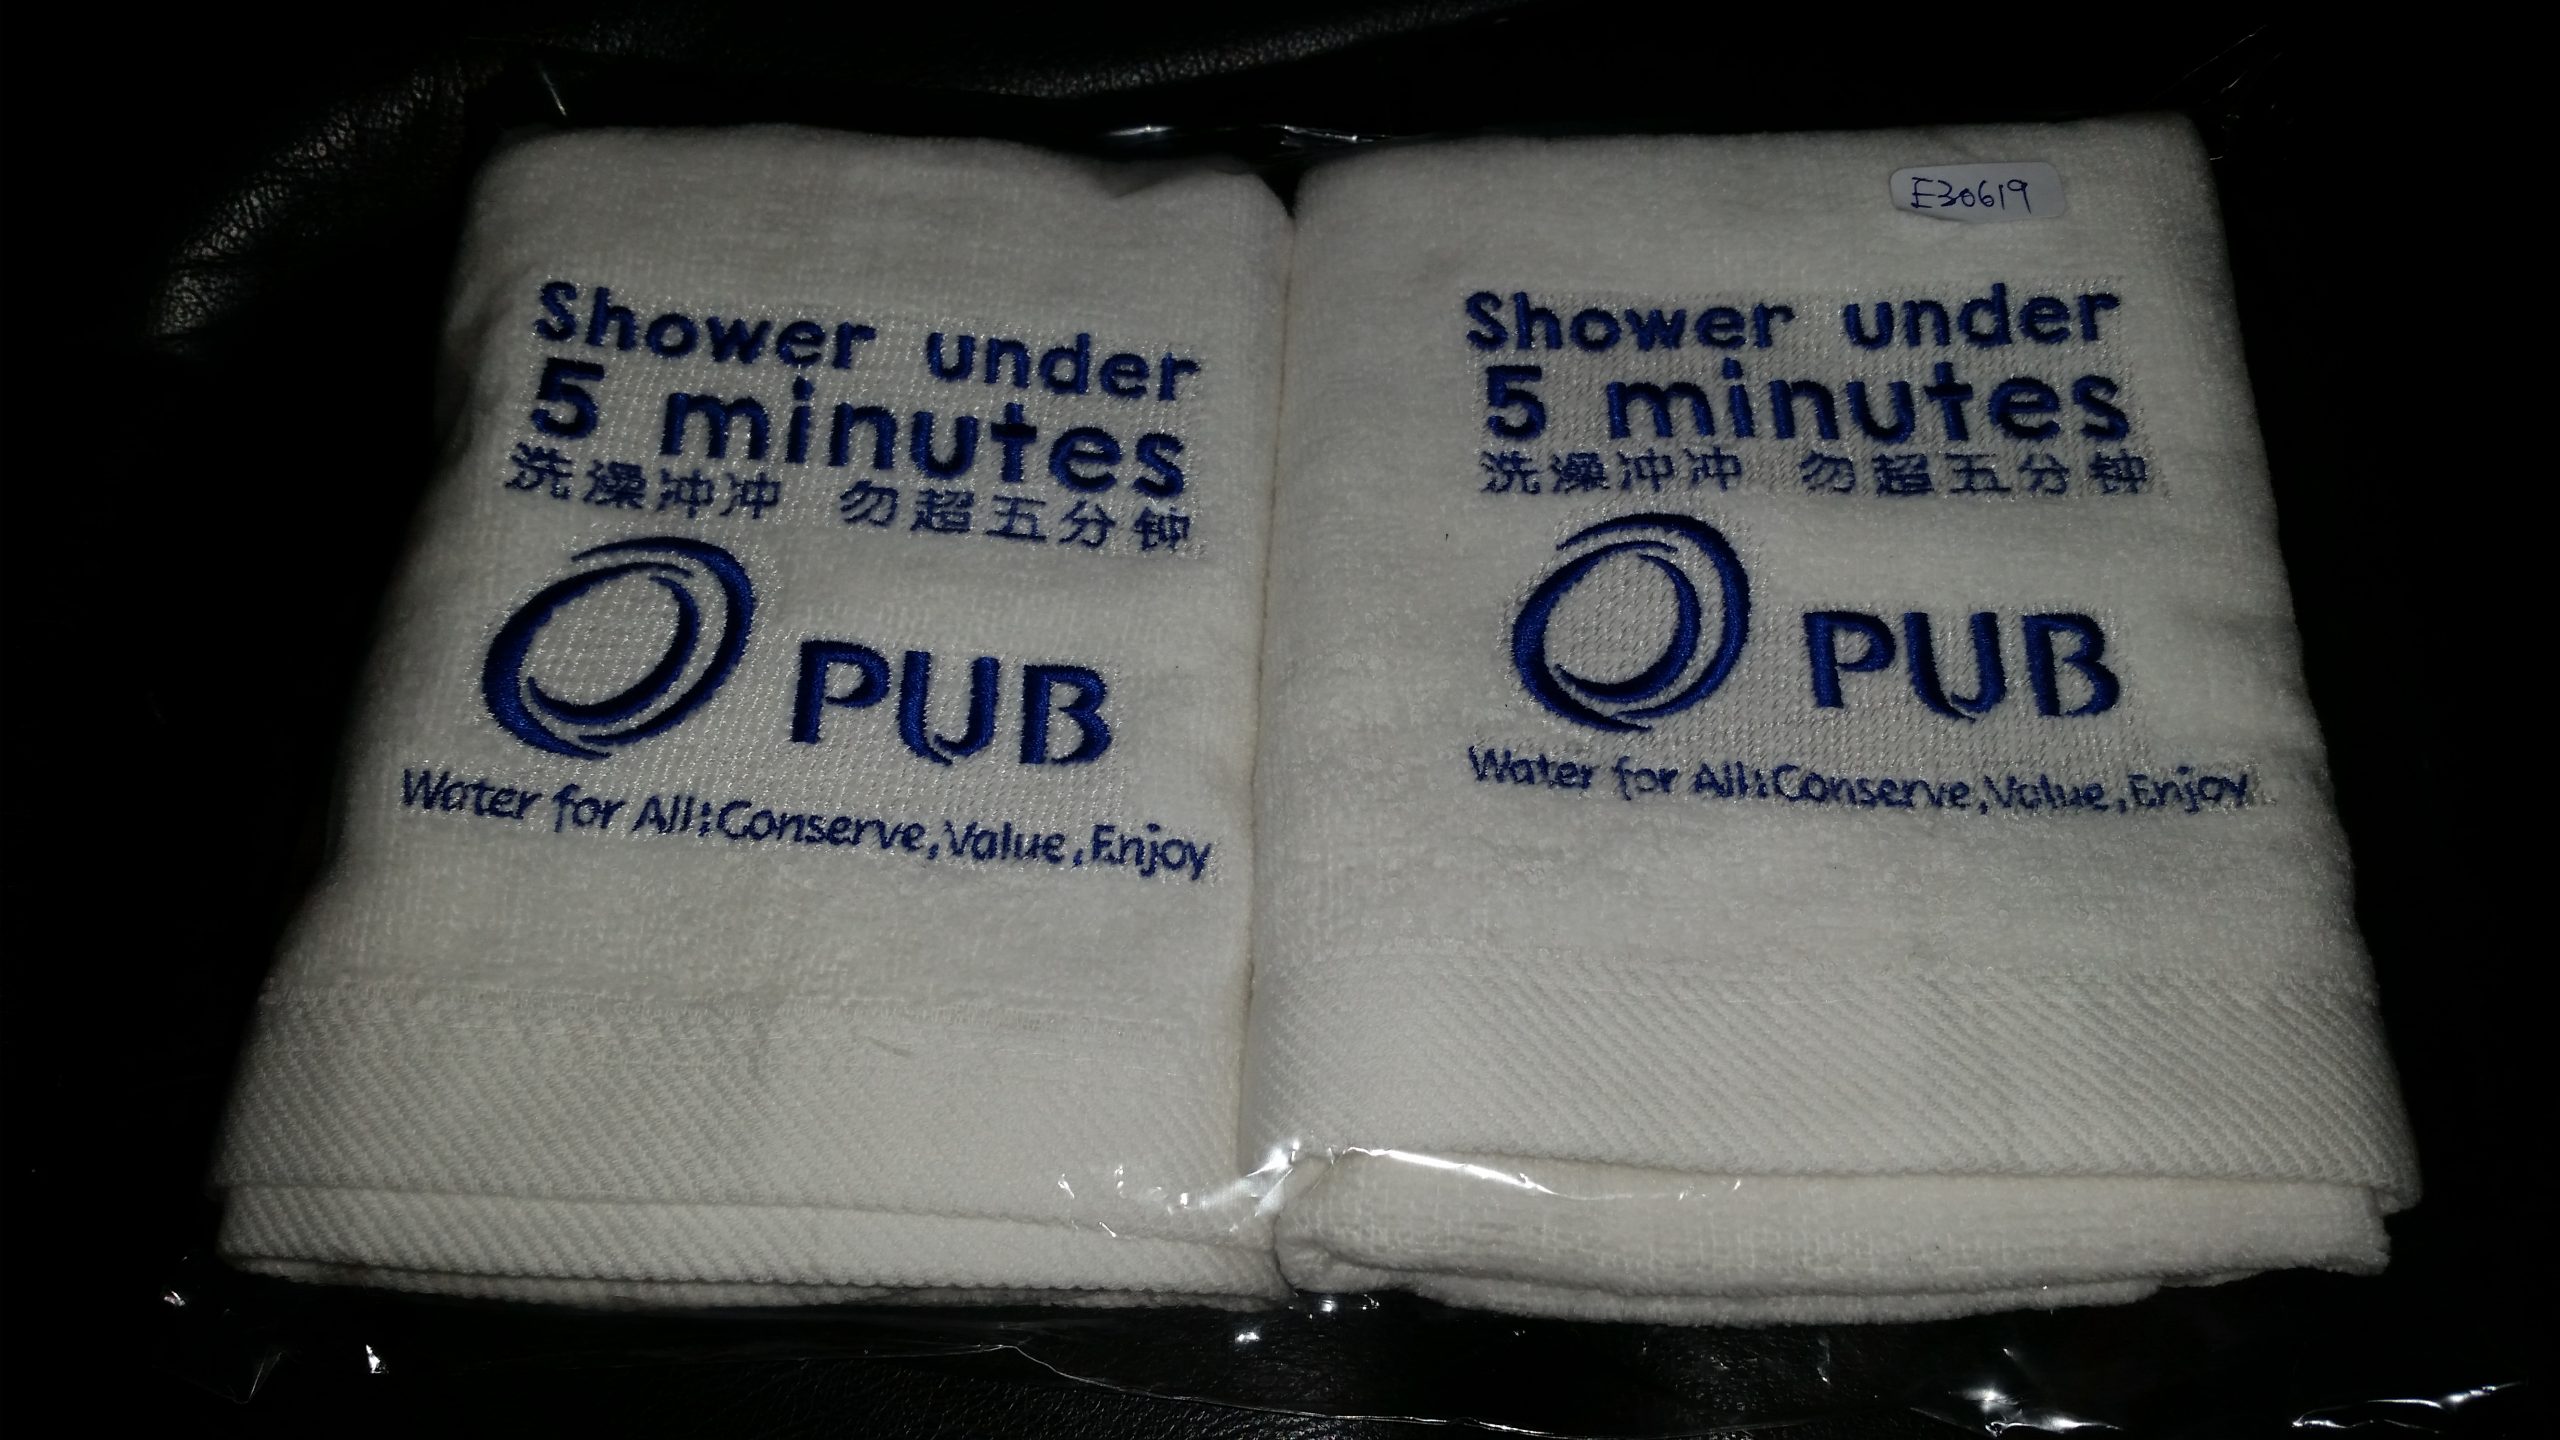 Shower under
5 minutes
洗澡冲冲 勿超五分钟
PUB
Water for All:Conserve,Value,Enjoy
E30619
Shower under
5 minutes
洗澡冲冲 勿超五分钟
PUB
Water for All:Conserve,Value,Enjoy